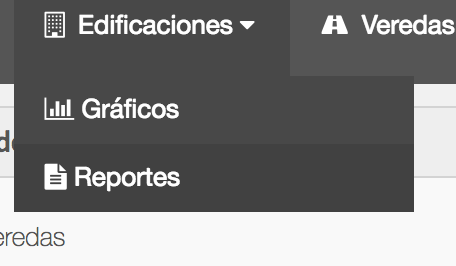 Edificaciones Veredas
Gráficos
Reportes
eredas